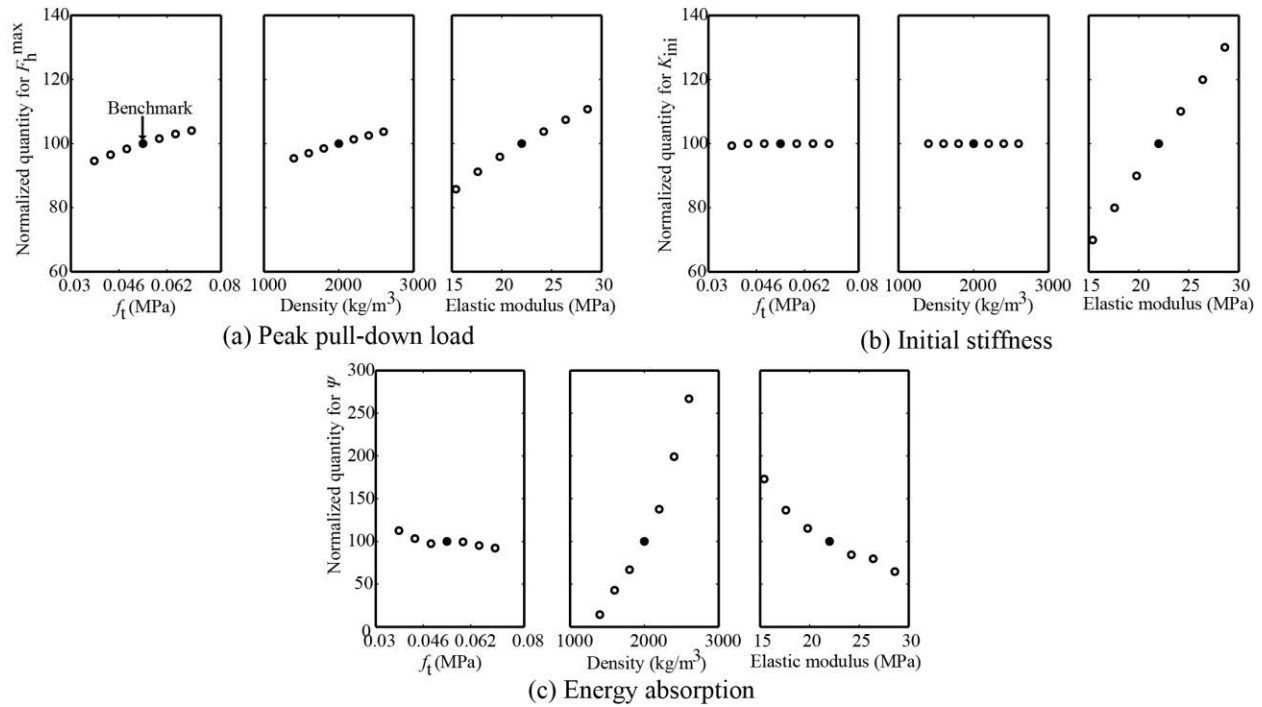 Normalized quantity for F_h^max
140
120
100
80
60
Benchmark
0.03 0.046 0.062 0.08
f_t (MPa)
1000 2000 3000
Density (kg/m³)
15 20 25 30
Elastic modulus (MPa)
(a) Peak pull-down load
Normalized quantity for K_ini
140
120
100
80
60
0.03 0.046 0.062 0.08
f_t (MPa)
1000 2000 3000
Density (kg/m³)
15 20 25 30
Elastic modulus (MPa)
(b) Initial stiffness
Normalized quantity for Ψ
300
250
200
150
100
50
0
0.03 0.046 0.062 0.08
f_t (MPa)
1000 2000 3000
Density (kg/m³)
15 20 25 30
Elastic modulus (MPa)
(c) Energy absorption